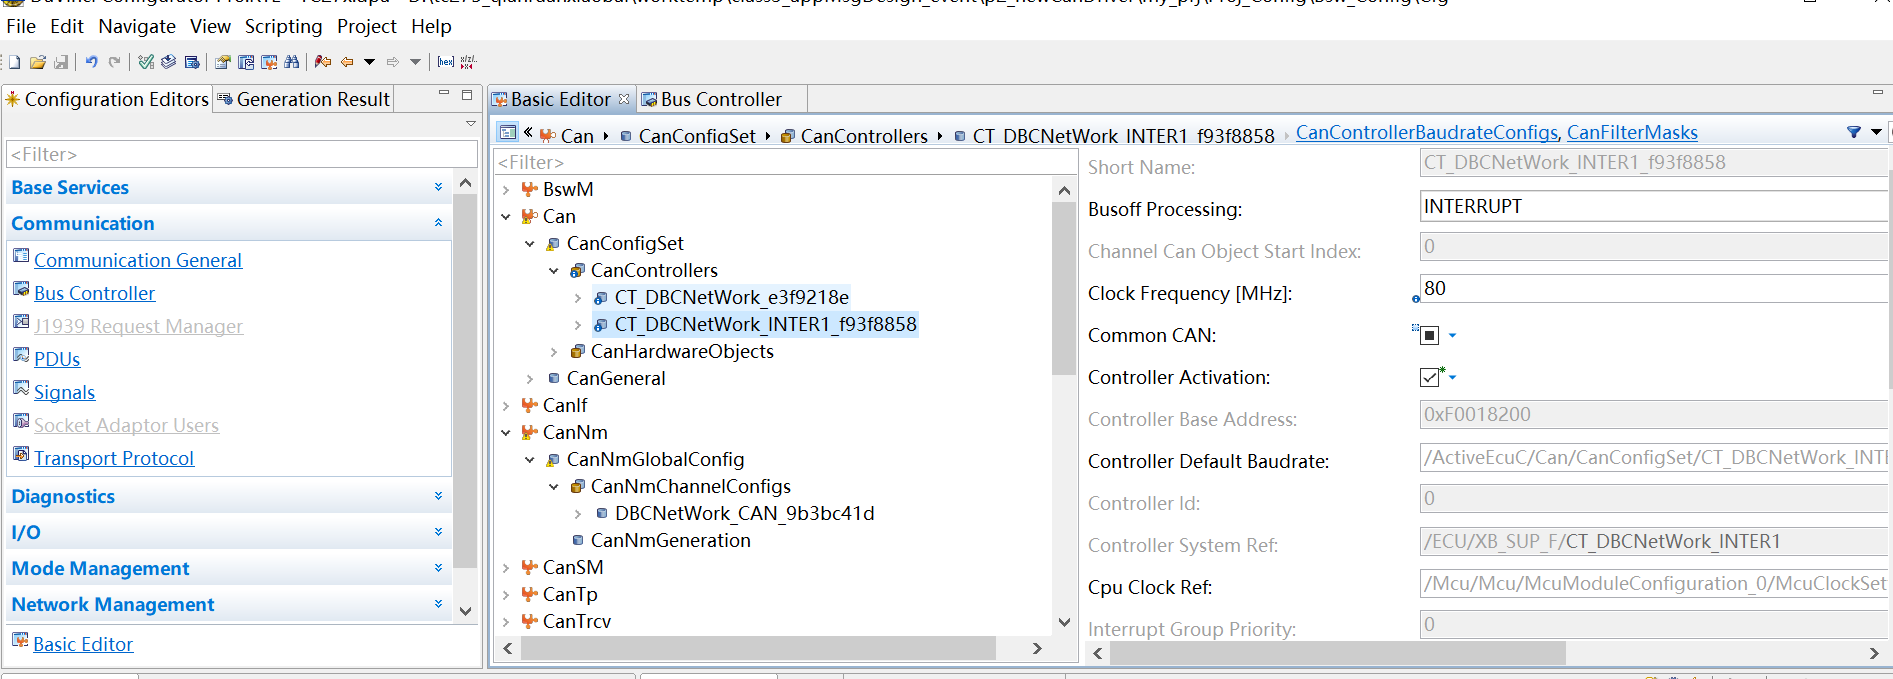 File Edit Navigate View Scripting Project Help
Configuration Editors
Generation Result
<Filter>
Base Services
Communication
Communication General
Bus Controller
J1939 Request Manager
PDUs
Signals
Socket Adaptor Users
Transport Protocol
Diagnostics
I/O
Mode Management
Network Management
Basic Editor
Basic Editor
Bus Controller
Can CanConfigSet CanControllers CT_DBCNetWork_INTER1_f93f8858 CanControllerBaudrateConfigs, CanFilterMasks
<Filter>
BswM
Can
CanConfigSet
CanControllers
CT_DBCNetWork_e3f9218e
CT_DBCNetWork_INTER1_f93f8858
CanHardwareObjects
CanGeneral
CanIf
CanNm
CanNmGlobalConfig
CanNmChannelConfigs
DBCNetWork_CAN_9b3bc41d
CanNmGeneration
CanSM
CanTp
CanTrcv
Short Name: CT_DBCNetWork_INTER1_f93f8858
Busoff Processing: INTERRUPT
Channel Can Object Start Index: 0
Clock Frequency [MHz]: 80
Common CAN:
Controller Activation:
Controller Base Address: 0xF0018200
Controller Default Baudrate: /ActiveEcuC/Can/CanConfigSet/CT_DBCNetWork_INTE
Controller Id: 0
Controller System Ref: /ECU/XB_SUP_F/CT_DBCNetWork_INTER1
Cpu Clock Ref: /Mcu/Mcu/McuModuleConfiguration_0/McuClockSet
Interrupt Group Priority: 0